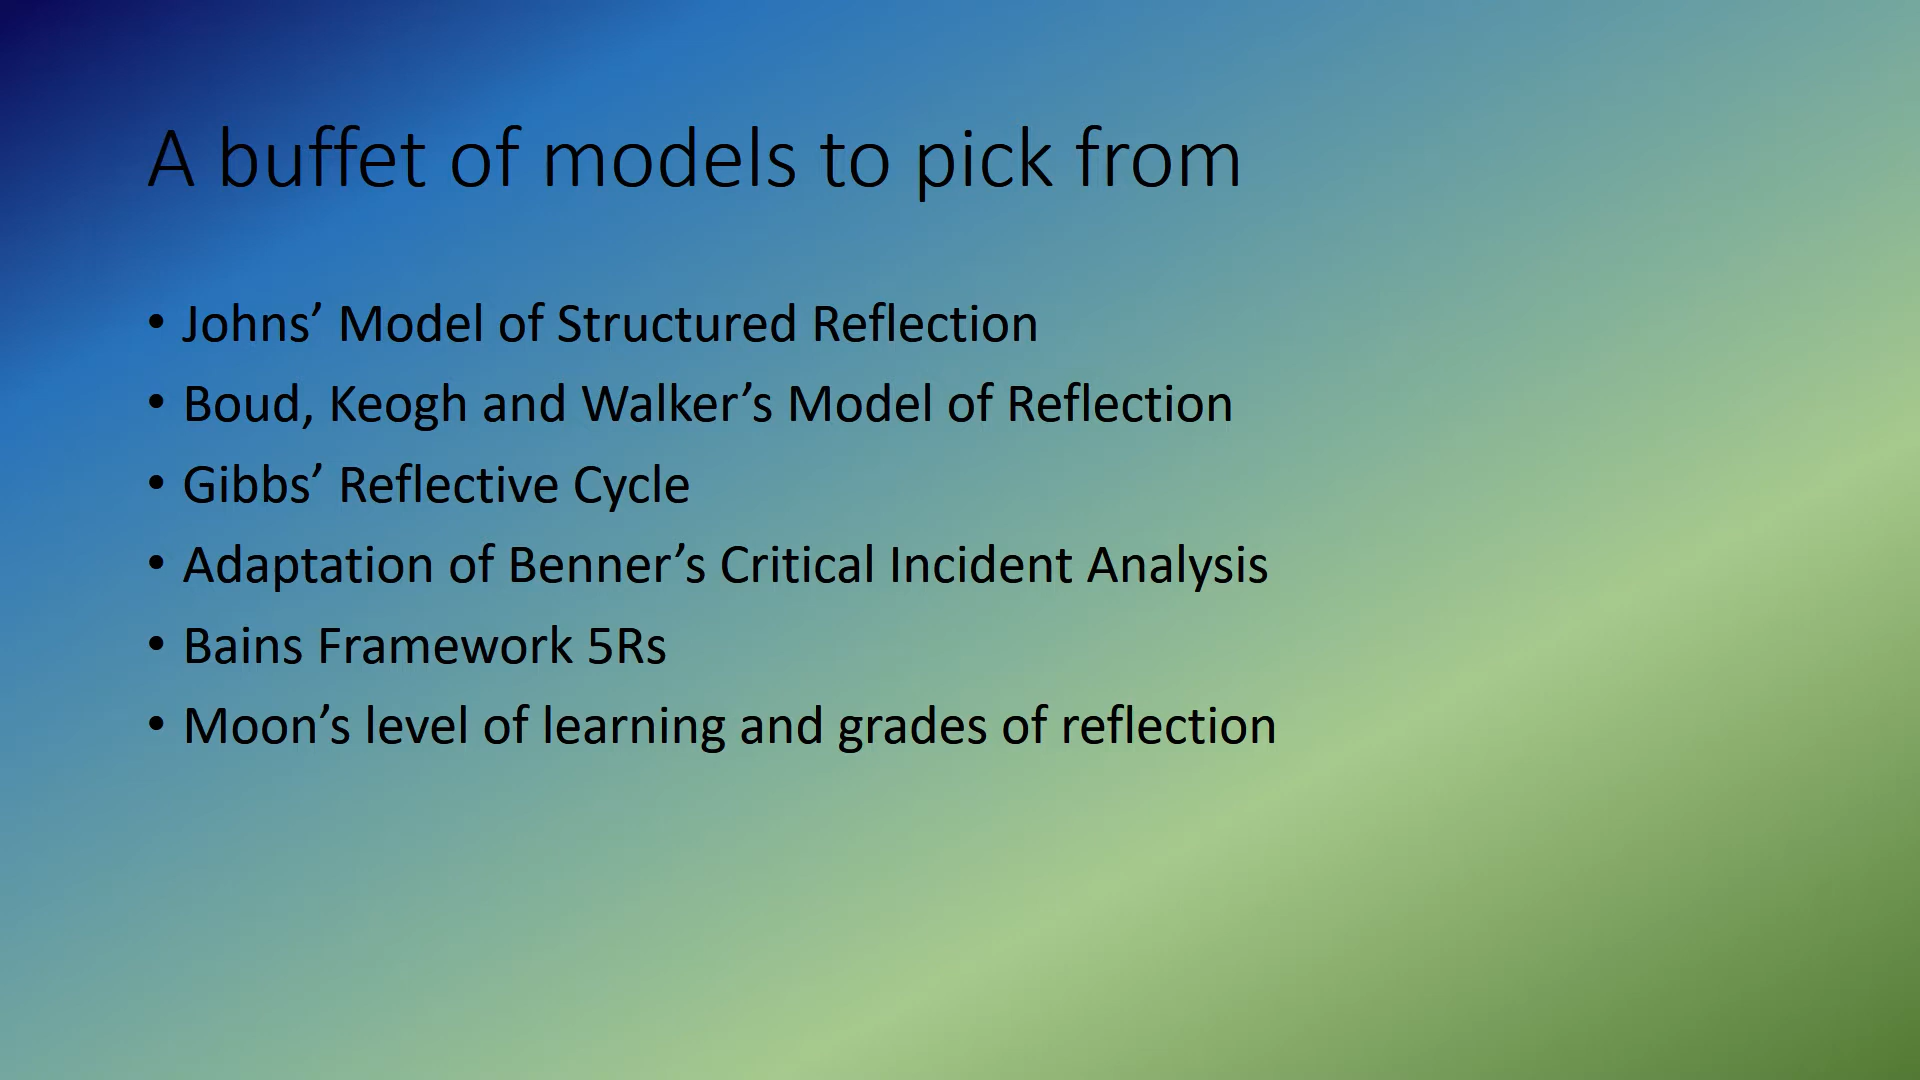 A buffet of models to pick from
• Johns’ Model of Structured Reflection
• Boud, Keogh and Walker’s Model of Reflection
• Gibbs’ Reflective Cycle
• Adaptation of Benner’s Critical Incident Analysis
• Bains Framework 5Rs
• Moon’s level of learning and grades of reflection